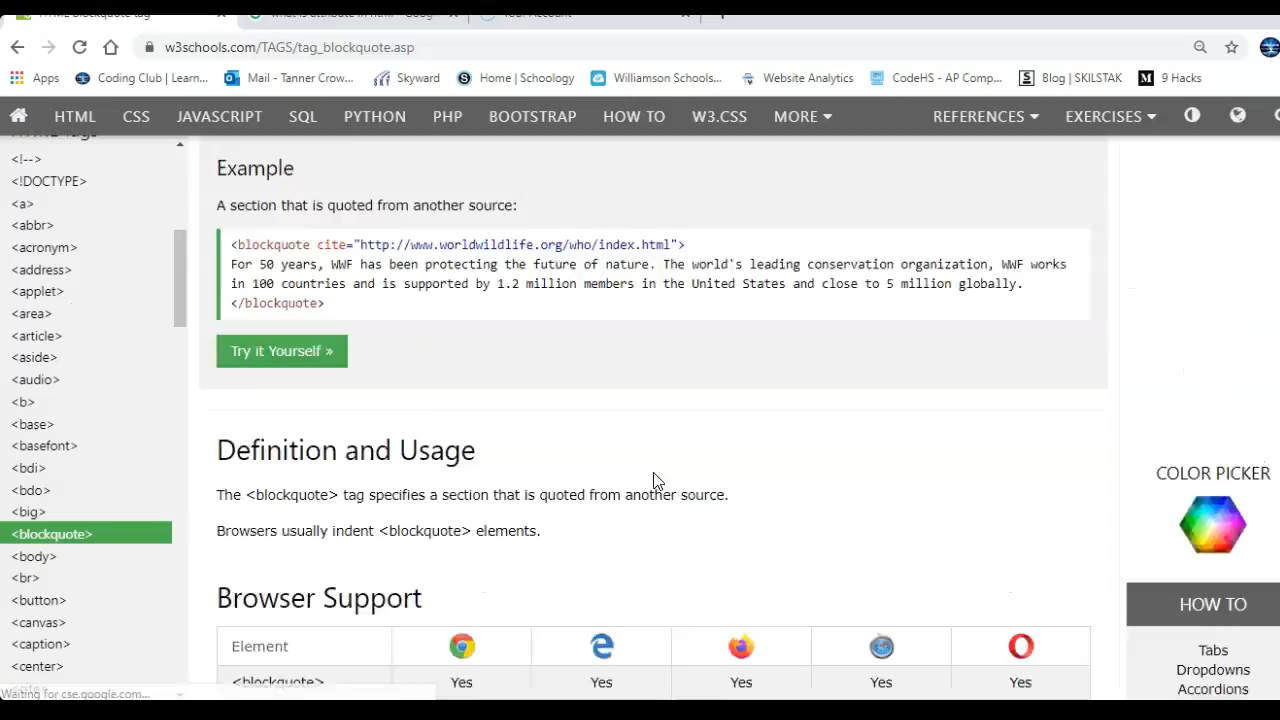 w3schools.com/TAGS/tag_blockquote.asp
Apps Coding Club | Learn... Mail - Tanner Crow... Skyward Home | Schoology Williamson Schools... Website Analytics CodeHS - AP Comp... Blog | SKILSTAK 9 Hacks
HTML CSS JAVASCRIPT SQL PYTHON PHP BOOTSTRAP HOW TO W3.CSS MORE REFERENCES EXERCISES
<!-->
<!DOCTYPE>
<a>
<abbr>
<acronym>
<address>
<applet>
<area>
<article>
<aside>
<audio>
<b>
<base>
<basefont>
<bdi>
<bdo>
<big>
<blockquote>
<body>
<br>
<button>
<canvas>
<caption>
<center>
Waiting for cse.google.com...
Example
A section that is quoted from another source:
<blockquote cite="http://www.worldwildlife.org/who/index.html">
For 50 years, WWF has been protecting the future of nature. The world's leading conservation organization, WWF works
in 100 countries and is supported by 1.2 million members in the United States and close to 5 million globally.
</blockquote>
Try it Yourself »
Definition and Usage
The <blockquote> tag specifies a section that is quoted from another source.
Browsers usually indent <blockquote> elements.
Browser Support
Element
<blockquote> Yes Yes Yes Yes Yes
COLOR PICKER
HOW TO
Tabs
Dropdowns
Accordions